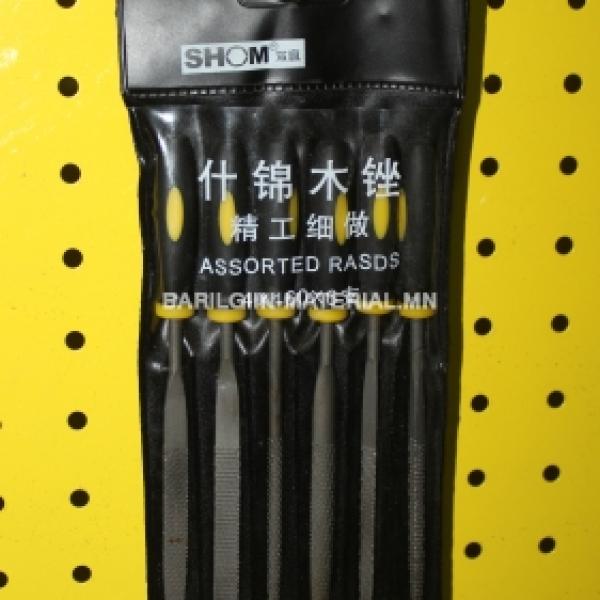 SHOM
什锦木锉
精工细做
ASSORTED RASDS
BARILGIIN-MATERIAL.MN